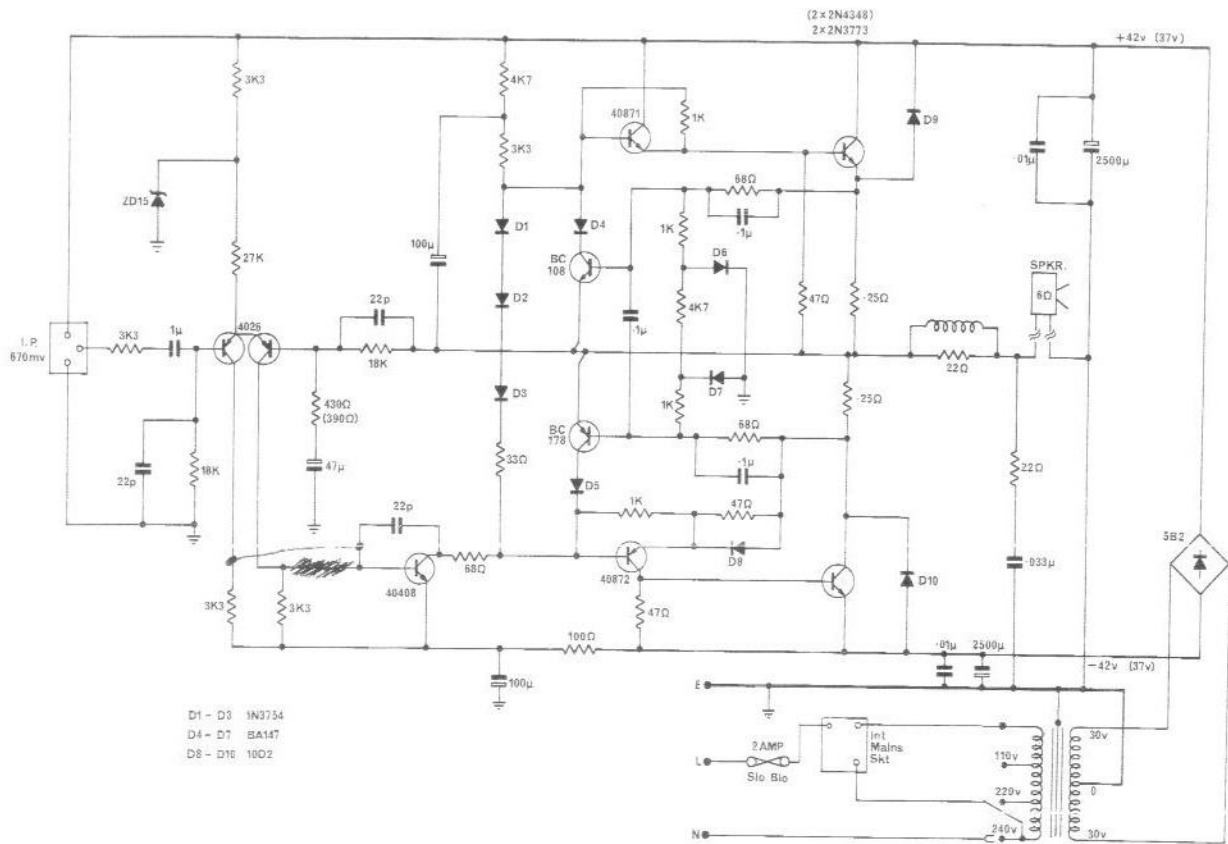 (2×2N4348)
2×2N3773
+42v (37v)
3K3
4K7
40871
1K
D9
3K3
·01µ
2500µ
ZD15
68Ω
D1
D4
·1µ
27K
100µ
BC
108
1K
D6
SPKR.
6Ω
22p
D2
4K7
47Ω
·25Ω
I.P.
670mv
3K3
1µ
4026
·1µ
18K
22Ω
D7
430Ω
(390Ω)
D3
1K
·25Ω
BC
178
68Ω
22p
18K
47µ
33Ω
·1µ
22Ω
D5
22p
1K
47Ω
68Ω
D8
5B2
40408
40872
D10
·033µ
3K3
3K3
47Ω
100Ω
·01µ
2500µ
−42v (37v)
100µ
E
D1 - D3 1N3754
D4 - D7 BA147
D8 - D10 10D2
2AMP
Slo Blo
Int
Mains
Skt
30v
110v
L
0
220v
N
240v
30v